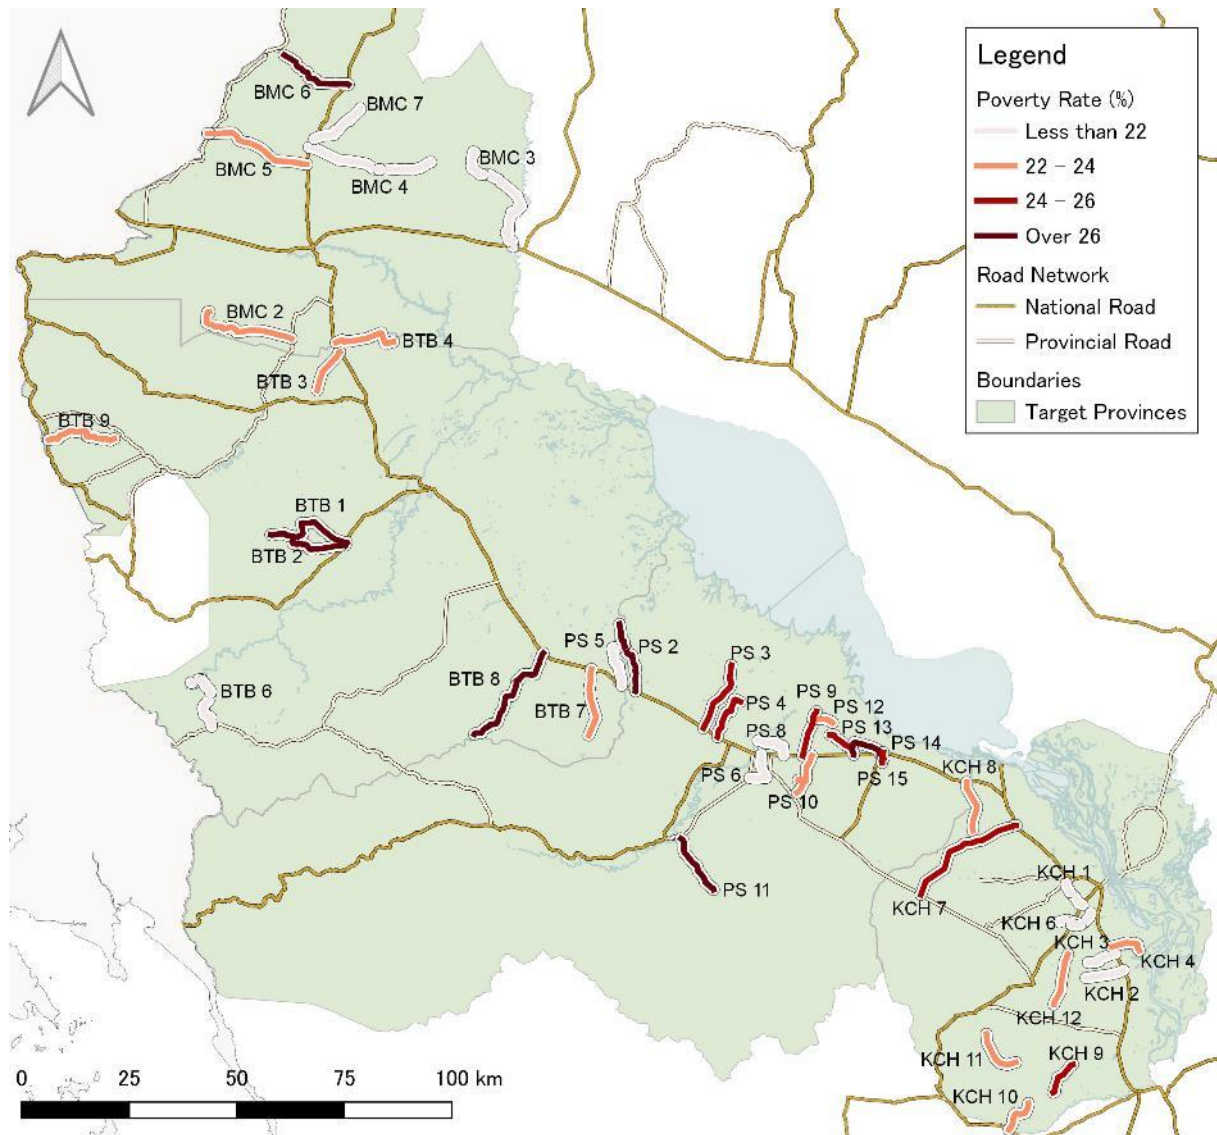 Legend
Poverty Rate (%)
Less than 22
22 – 24
24 – 26
Over 26
Road Network
National Road
Provincial Road
Boundaries
Target Provinces
BMC 6
BMC 7
BMC 5
BMC 4
BMC 3
BMC 2
BTB 4
BTB 3
BTB 9
BTB 1
BTB 2
BTB 6
BTB 8
BTB 7
PS 5
PS 2
PS 3
PS 4
PS 9
PS 12
PS 13
PS 8
PS 14
PS 6
PS 15
PS 10
PS 11
KCH 8
KCH 7
KCH 1
KCH 6
KCH 3
KCH 4
KCH 2
KCH 12
KCH 11
KCH 9
KCH 10
0 25 50 75 100 km